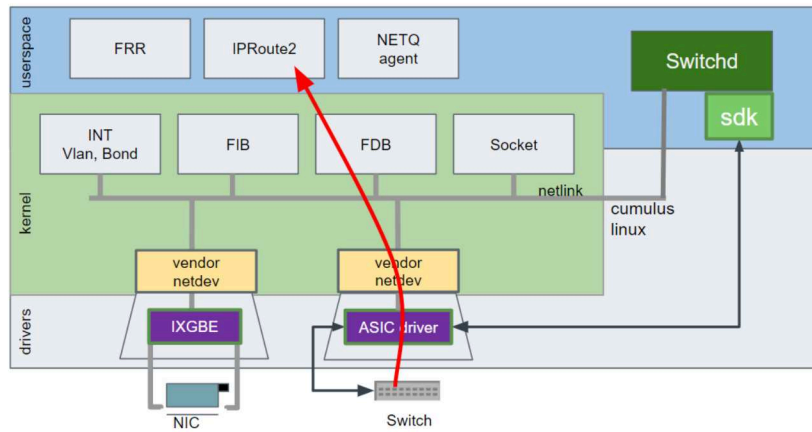 userspace
FRR
IPRoute2
NETQ
agent
Switchd
sdk
kernel
INT
Vlan, Bond
FIB
FDB
Socket
netlink
cumulus
linux
vendor
netdev
vendor
netdev
drivers
IXGBE
ASIC driver
NIC
Switch